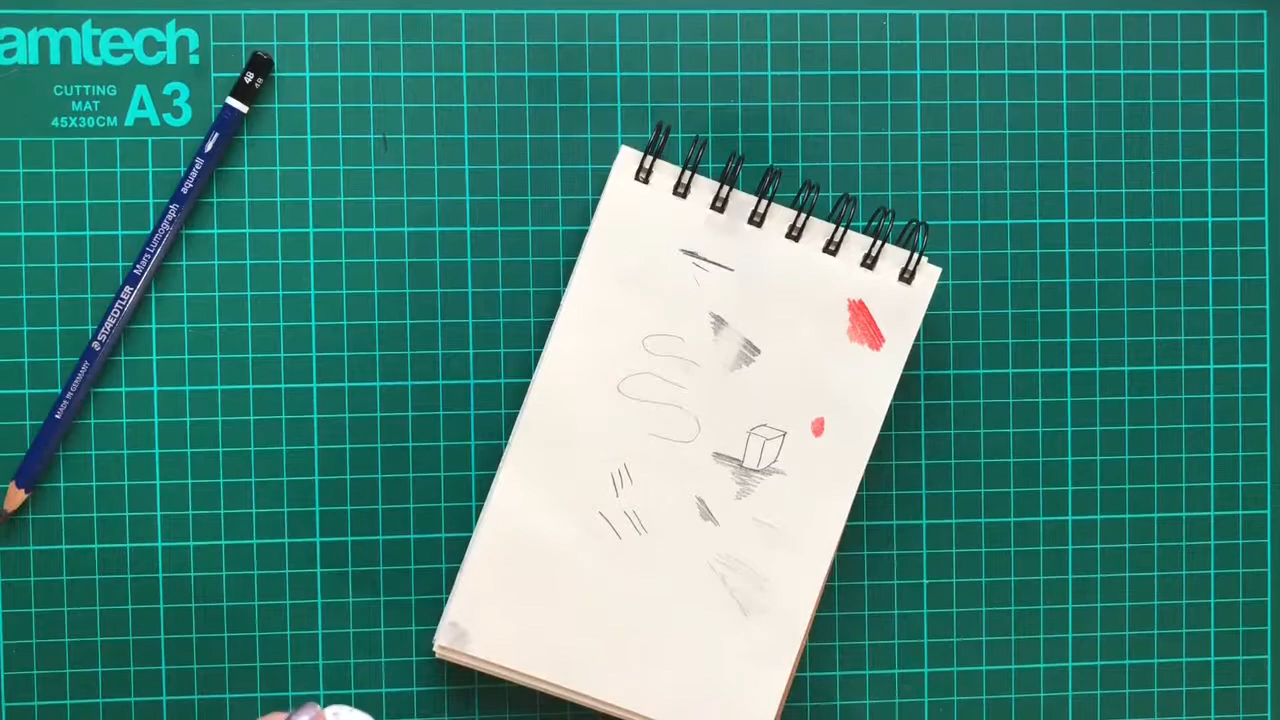 amtech
CUTTING
MAT
45X30CM
A3
MADE IN GERMANY STAEDTLER Mars Lumograph aquarell
4B
4B